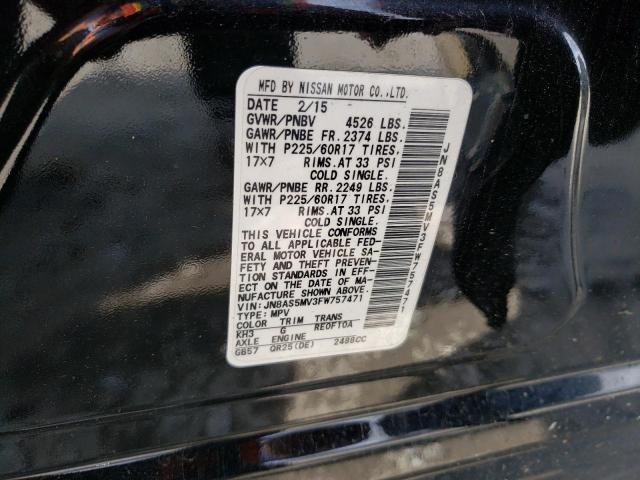 MFD BY NISSAN MOTOR CO.,LTD.
DATE 2/15
GVWR/PNBV 4526 LBS.
GAWR/PNBE FR. 2374 LBS.
WITH P225/60R17 TIRES,
17X7 RIMS.AT 33 PSI
COLD SINGLE.
GAWR/PNBE RR. 2249 LBS.
WITH P225/60R17 TIRES,
17X7 RIMS.AT 33 PSI
COLD SINGLE.
THIS VEHICLE CONFORMS
TO ALL APPLICABLE FED-
ERAL MOTOR VEHICLE SA-
FETY AND THEFT PREVEN-
TION STANDARDS IN EFF-
ECT ON THE DATE OF MA-
NUFACTURE SHOWN ABOVE.
JN8AS5MV3FW757471
TYPE: MPV
COLOR TRIM TRANS
KH3 G RE0F10A
AXLE ENGINE
GB57 QR25(DE) 2488CC
JN8AS5MV3FW757471